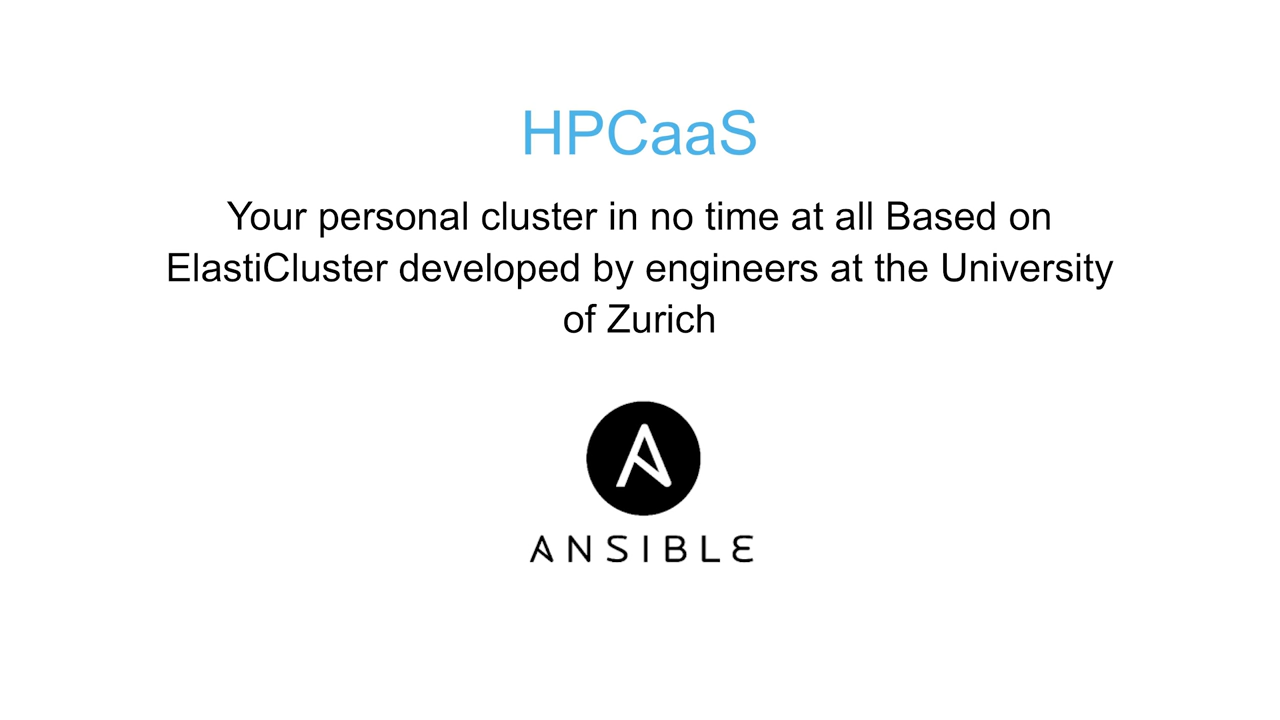 HPCaaS
Your personal cluster in no time at all Based on
ElastiCluster developed by engineers at the University
of Zurich
A
ANSIBLE